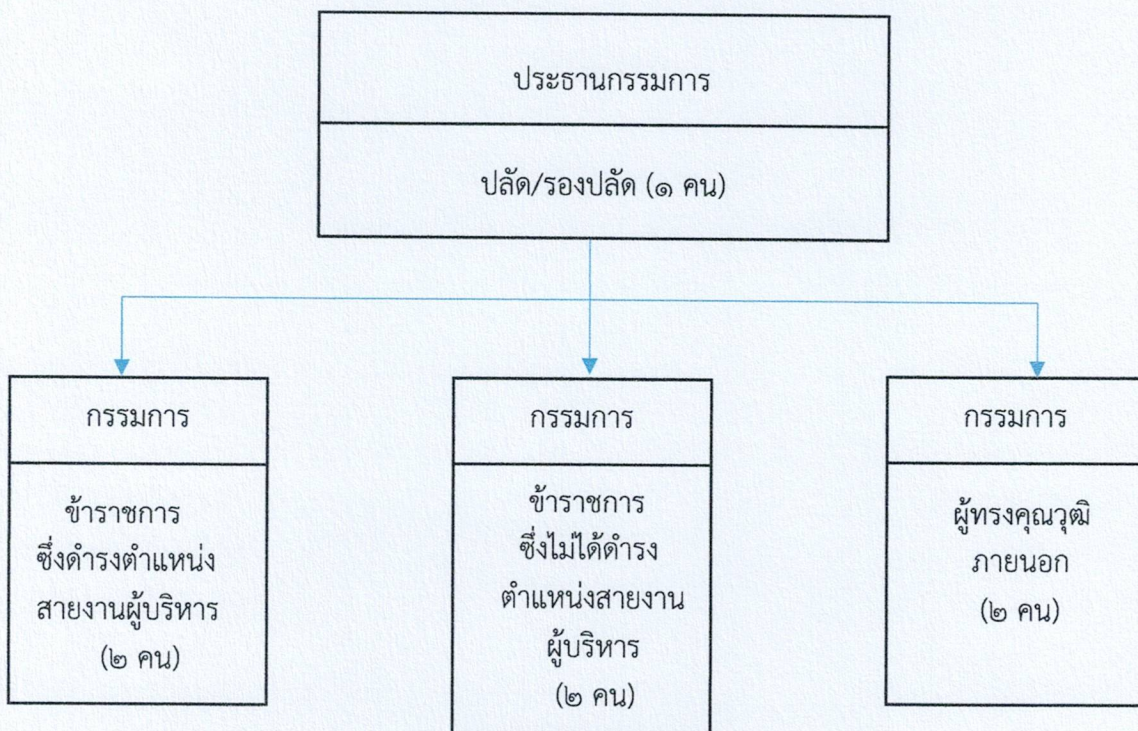 ประธานกรรมการ
ปลัด/รองปลัด (๑ คน)
กรรมการ
ข้าราชการ
ซึ่งดำรงตำแหน่ง
สายงานผู้บริหาร
(๒ คน)
กรรมการ
ข้าราชการ
ซึ่งไม่ได้ดำรง
ตำแหน่งสายงาน
ผู้บริหาร
(๒ คน)
กรรมการ
ผู้ทรงคุณวุฒิ
ภายนอก
(๒ คน)